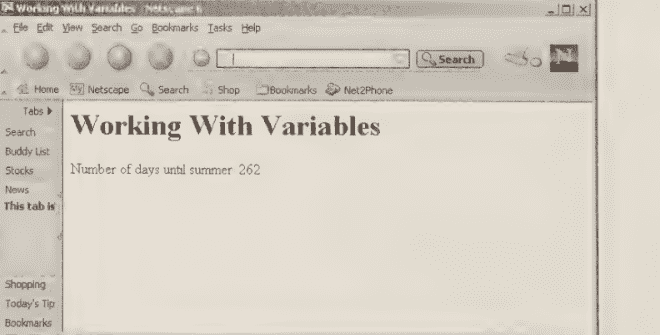 Working With Variables - Netscape 6
File Edit View Search Go Bookmarks Tasks Help
Search
Home My Netscape Search Shop Bookmarks Net2Phone
Tabs
Working With Variables
Search
Number of days until summer 262
Buddy List
Stocks
News
This tab is
Shopping
Today's Tip
Bookmarks